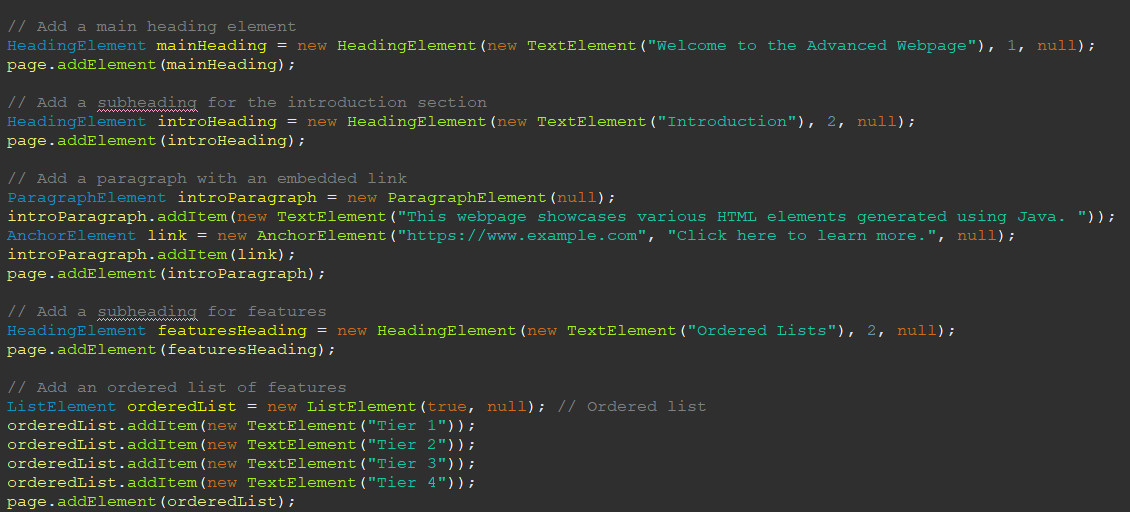 // Add a main heading element
HeadingElement mainHeading = new HeadingElement(new TextElement("Welcome to the Advanced Webpage"), 1, null);
page.addElement(mainHeading);
// Add a subheading for the introduction section
HeadingElement introHeading = new HeadingElement(new TextElement("Introduction"), 2, null);
page.addElement(introHeading);
// Add a paragraph with an embedded link
ParagraphElement introParagraph = new ParagraphElement(null);
introParagraph.addItem(new TextElement("This webpage showcases various HTML elements generated using Java. "));
AnchorElement link = new AnchorElement("https://www.example.com", "Click here to learn more.", null);
introParagraph.addItem(link);
page.addElement(introParagraph);
// Add a subheading for features
HeadingElement featuresHeading = new HeadingElement(new TextElement("Ordered Lists"), 2, null);
page.addElement(featuresHeading);
// Add an ordered list of features
ListElement orderedList = new ListElement(true, null); // Ordered list
orderedList.addItem(new TextElement("Tier 1"));
orderedList.addItem(new TextElement("Tier 2"));
orderedList.addItem(new TextElement("Tier 3"));
orderedList.addItem(new TextElement("Tier 4"));
page.addElement(orderedList);